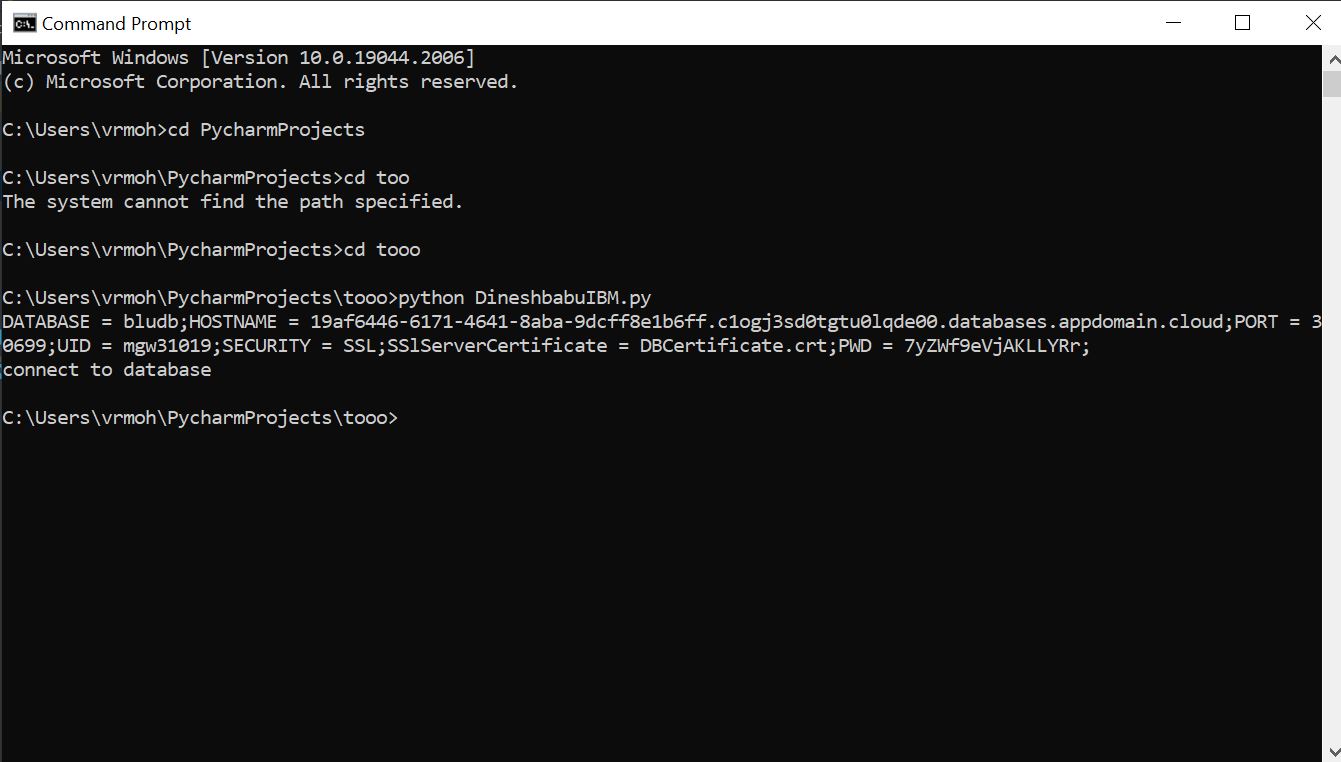 Command Prompt
Microsoft Windows [Version 10.0.19044.2006]
(c) Microsoft Corporation. All rights reserved.
C:\Users\vrmoh>cd PycharmProjects
C:\Users\vrmoh\PycharmProjects>cd too
The system cannot find the path specified.
C:\Users\vrmoh\PycharmProjects>cd tooo
C:\Users\vrmoh\PycharmProjects\tooo>python DineshbabuIBM.py
DATABASE = bludb;HOSTNAME = 19af6446-6171-4641-8aba-9dcff8e1b6ff.c1ogj3sd0tgtu0lqde00.databases.appdomain.cloud;PORT = 3
0699;UID = mgw31019;SECURITY = SSL;SSlServerCertificate = DBCertificate.crt;PWD = 7yZWf9eVjAKLLYRr;
connect to database
C:\Users\vrmoh\PycharmProjects\tooo>